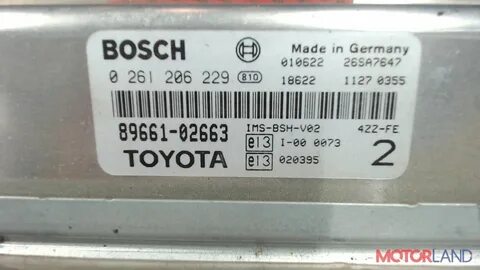 BOSCH Made in Germany
010622 26SA7647
0 261 206 229 B10 18622 1127 0355
89661-02663 IMS-BSH-V02 4ZZ-FE
e13 I-00 0073
TOYOTA e13 020395 2
MOTORLAND